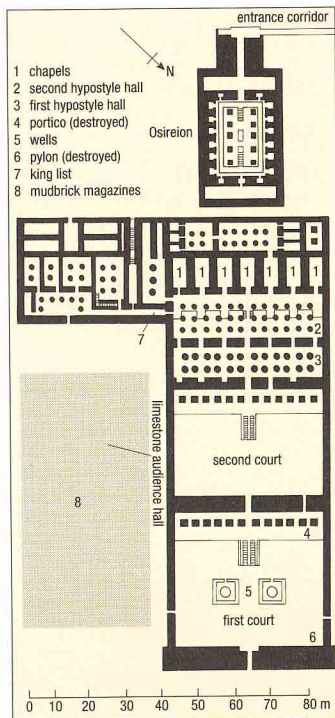 entrance corridor
N
1 chapels
2 second hypostyle hall
3 first hypostyle hall
4 portico (destroyed)
5 wells
6 pylon (destroyed)
7 king list
8 mudbrick magazines
Osireion
1 1 1 1 1 1 1
2
3
7
limestone audience hall
second court
8
4
5
first court
6
0 10 20 30 40 50 60 70 80 m